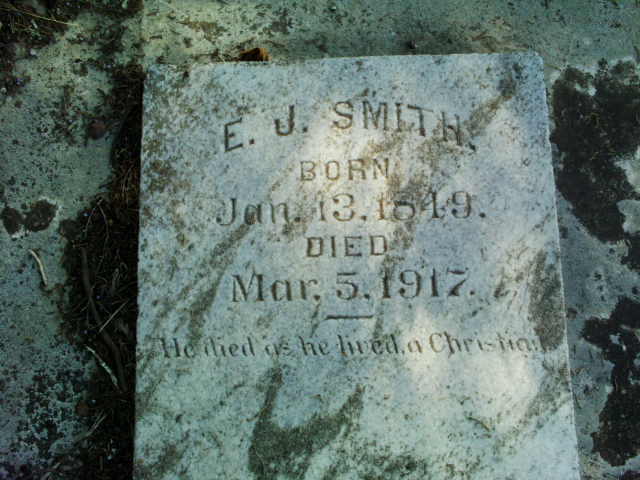 E. J. SMITH.
BORN
Jan. 13, 1849.
DIED
Mar. 5, 1917.
He died as he lived, a Christian.